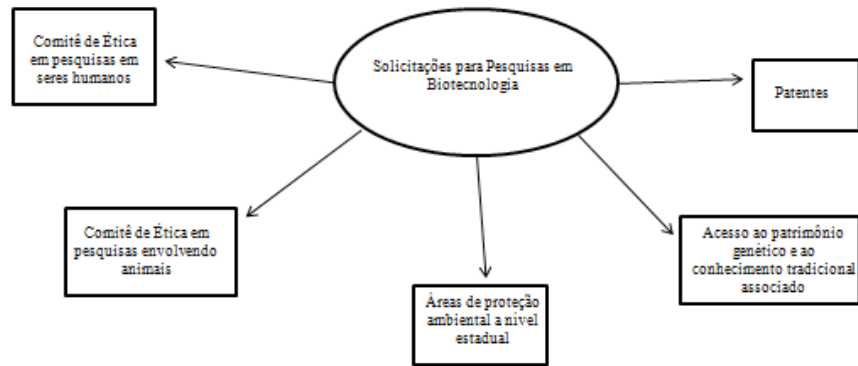 Comitê de Ética
em pesquisas em
seres humanos
Solicitações para Pesquisas em
Biotecnologia
Patentes
Comitê de Ética em
pesquisas envolvendo
animais
Áreas de proteção
ambiental a nível
estadual
Acesso ao patrimônio
genético e ao
conhecimento tradicional
associado